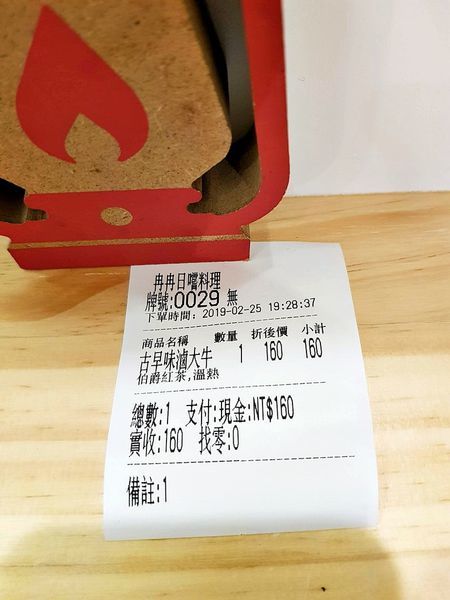 冉冉日嚐料理
牌號:0029 無
下單時間: 2019-02-25 19:28:37
商品名稱 數量 折後價 小計
古早味滷大牛 1 160 160
伯爵紅茶,溫熱
總數:1 支付:現金:NT$160
實收:160 找零:0
備註:1